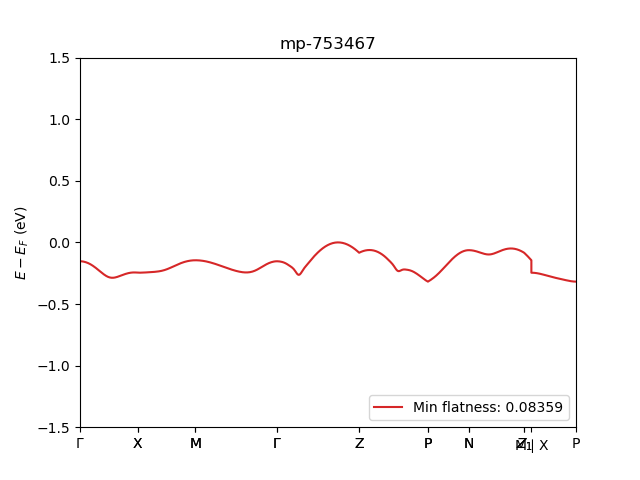 mp-753467
1.5
1.0
0.5
0.0
−0.5
−1.0
−1.5
E − E_F (eV)
Min flatness: 0.08359
Γ X M Γ Z P N Z₁ M | X P